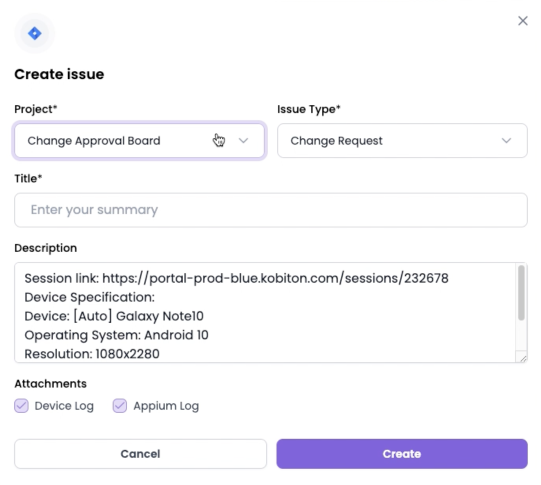 Create issue
Project*
Issue Type*
Change Approval Board
Change Request
Title*
Enter your summary
Description
Session link: https://portal-prod-blue.kobiton.com/sessions/232678
Device Specification:
Device: [Auto] Galaxy Note10
Operating System: Android 10
Resolution: 1080x2280
Attachments
Device Log
Appium Log
Cancel
Create